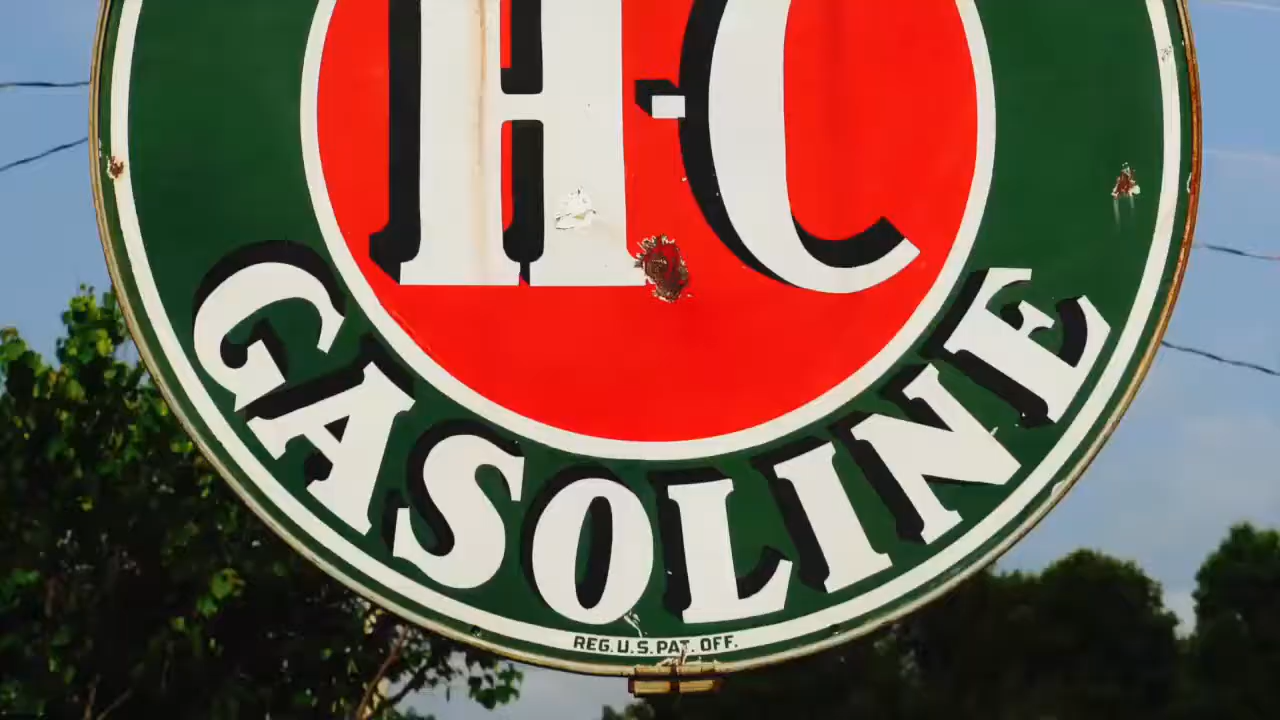 H-C
GASOLINE
REG. U.S. PAT. OFF.